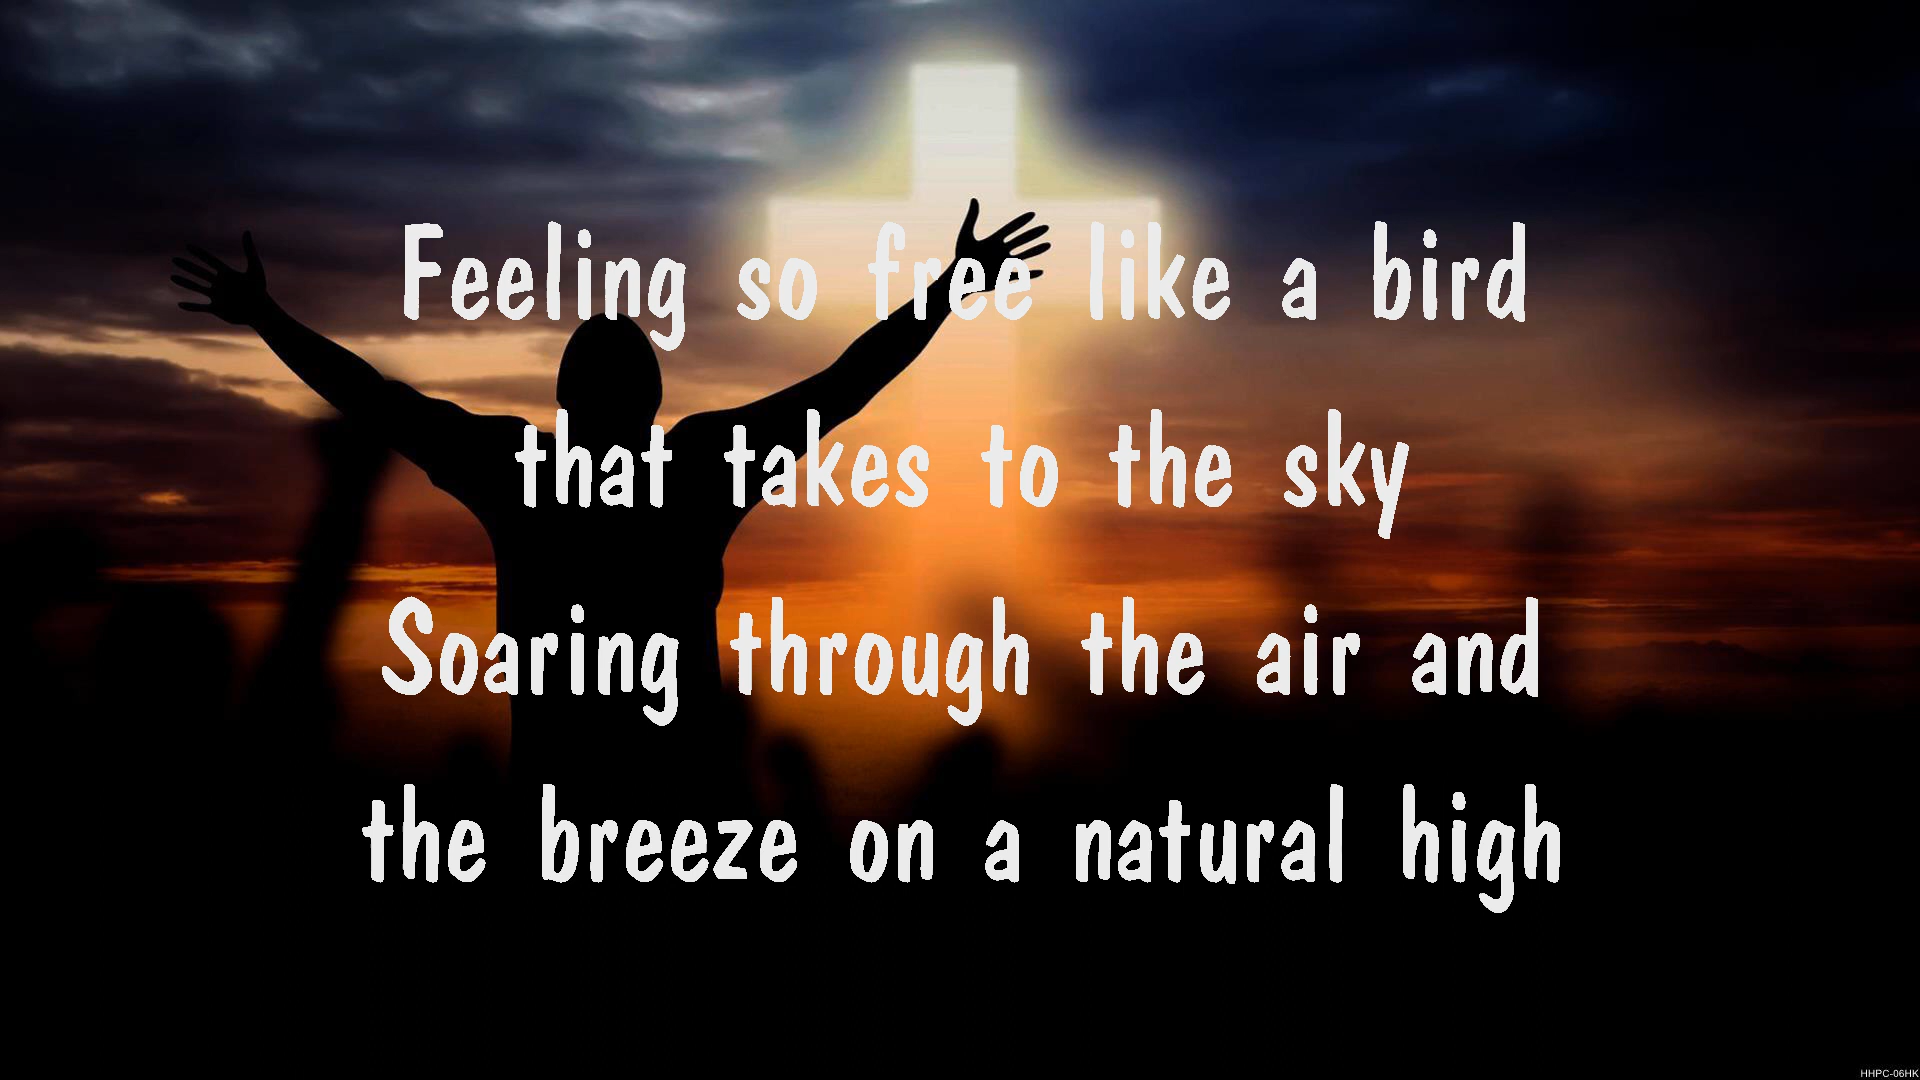 Feeling so free like a bird
that takes to the sky
Soaring through the air and
the breeze on a natural high
HHPC-06HK